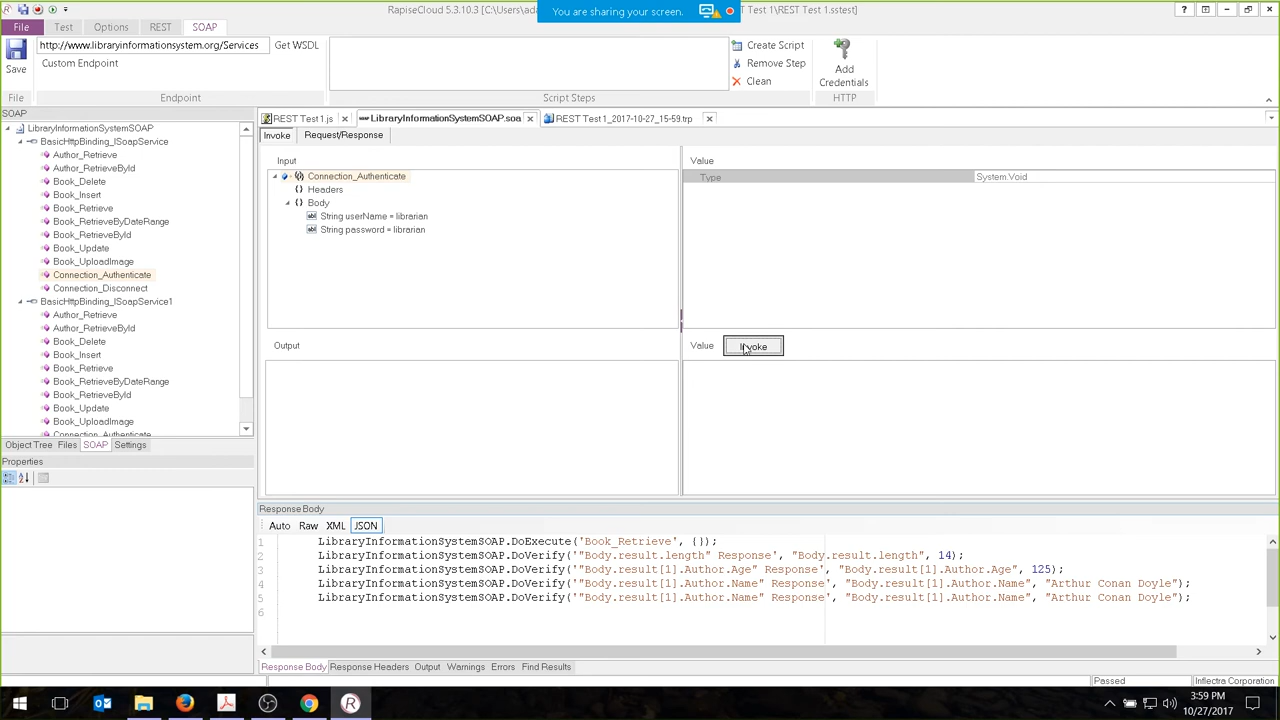 RapiseCloud 5.3.10.3 [C:\Users\ada
You are sharing your screen.
T Test 1\REST Test 1.sstest]
File Test Options REST SOAP
Save
File
http://www.libraryinformationsystem.org/Services Get WSDL
Custom Endpoint
Endpoint
Create Script
Remove Step
Clean
Script Steps
Add Credentials
HTTP
SOAP
LibraryInformationSystemSOAP
BasicHttpBinding_ISoapService
Author_Retrieve
Author_RetrieveById
Book_Delete
Book_Insert
Book_Retrieve
Book_RetrieveByDateRange
Book_RetrieveById
Book_Update
Book_UploadImage
Connection_Authenticate
Connection_Disconnect
BasicHttpBinding_ISoapService1
Author_Retrieve
Author_RetrieveById
Book_Delete
Book_Insert
Book_Retrieve
Book_RetrieveByDateRange
Book_RetrieveById
Book_Update
Book_UploadImage
Connection_Authenticate
Object Tree Files SOAP Settings
Properties
REST Test 1.js LibraryInformationSystemSOAP.soa REST Test 1_2017-10-27_15-59.trp
Invoke Request/Response
Input
Connection_Authenticate
Headers
Body
String userName = librarian
String password = librarian
Value
Type System.Void
Output
Value Invoke
Response Body
Auto Raw XML JSON
1 LibraryInformationSystemSOAP.DoExecute('Book_Retrieve', {});
2 LibraryInformationSystemSOAP.DoVerify('"Body.result.length" Response', "Body.result.length", 14);
3 LibraryInformationSystemSOAP.DoVerify('"Body.result[1].Author.Age" Response', "Body.result[1].Author.Age", 125);
4 LibraryInformationSystemSOAP.DoVerify('"Body.result[1].Author.Name" Response', "Body.result[1].Author.Name", "Arthur Conan Doyle");
5 LibraryInformationSystemSOAP.DoVerify('"Body.result[1].Author.Name" Response', "Body.result[1].Author.Name", "Arthur Conan Doyle");
6
Response Body Response Headers Output Warnings Errors Find Results
Passed Inflectra Corporation
3:59 PM
10/27/2017